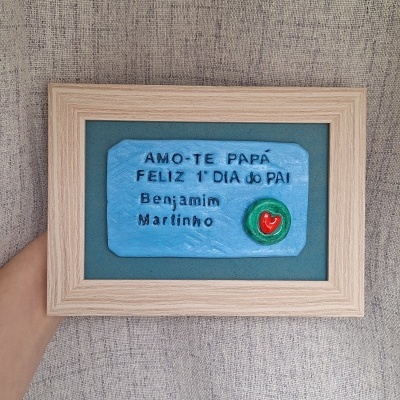 AMO-TE PAPÁ
FELIZ 1º DIA do PAI
Benjamim
Martinho